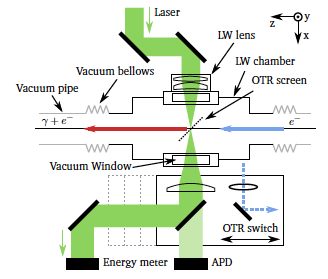 Laser
z
y
x
LW lens
LW chamber
OTR screen
Vacuum bellows
Vacuum pipe
γ + e⁻
e⁻
Vacuum Window
OTR switch
Energy meter
APD